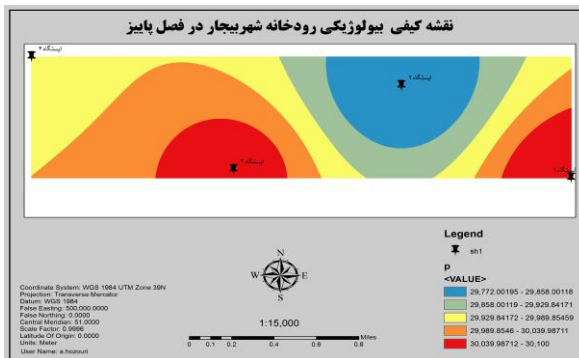 نقشه کیفی بیولوژیکی رودخانه شهربیجار در فصل پاییز
ایستگاه۴
ایستگاه۲
ایستگاه۳
ایستگاه۱
Legend
sh1
p
<VALUE>
29,772.00195 - 29,858.00118
29,858.00119 - 29,929.84171
29,929.84172 - 29,989.85459
29,989.8546 - 30,039.98711
30,039.98712 - 30,100
N
W
E
S
1:15,000
Miles
0 0.1 0.2 0.4 0.6 0.8
Coordinate System: WGS 1984 UTM Zone 39N
Projection: Transverse Mercator
Datum: WGS 1984
False Easting: 500,000.0000
False Northing: 0.0000
Central Meridian: 51.0000
Scale Factor: 0.9996
Latitude Of Origin: 0.0000
Units: Meter
User Name: a.hozouri